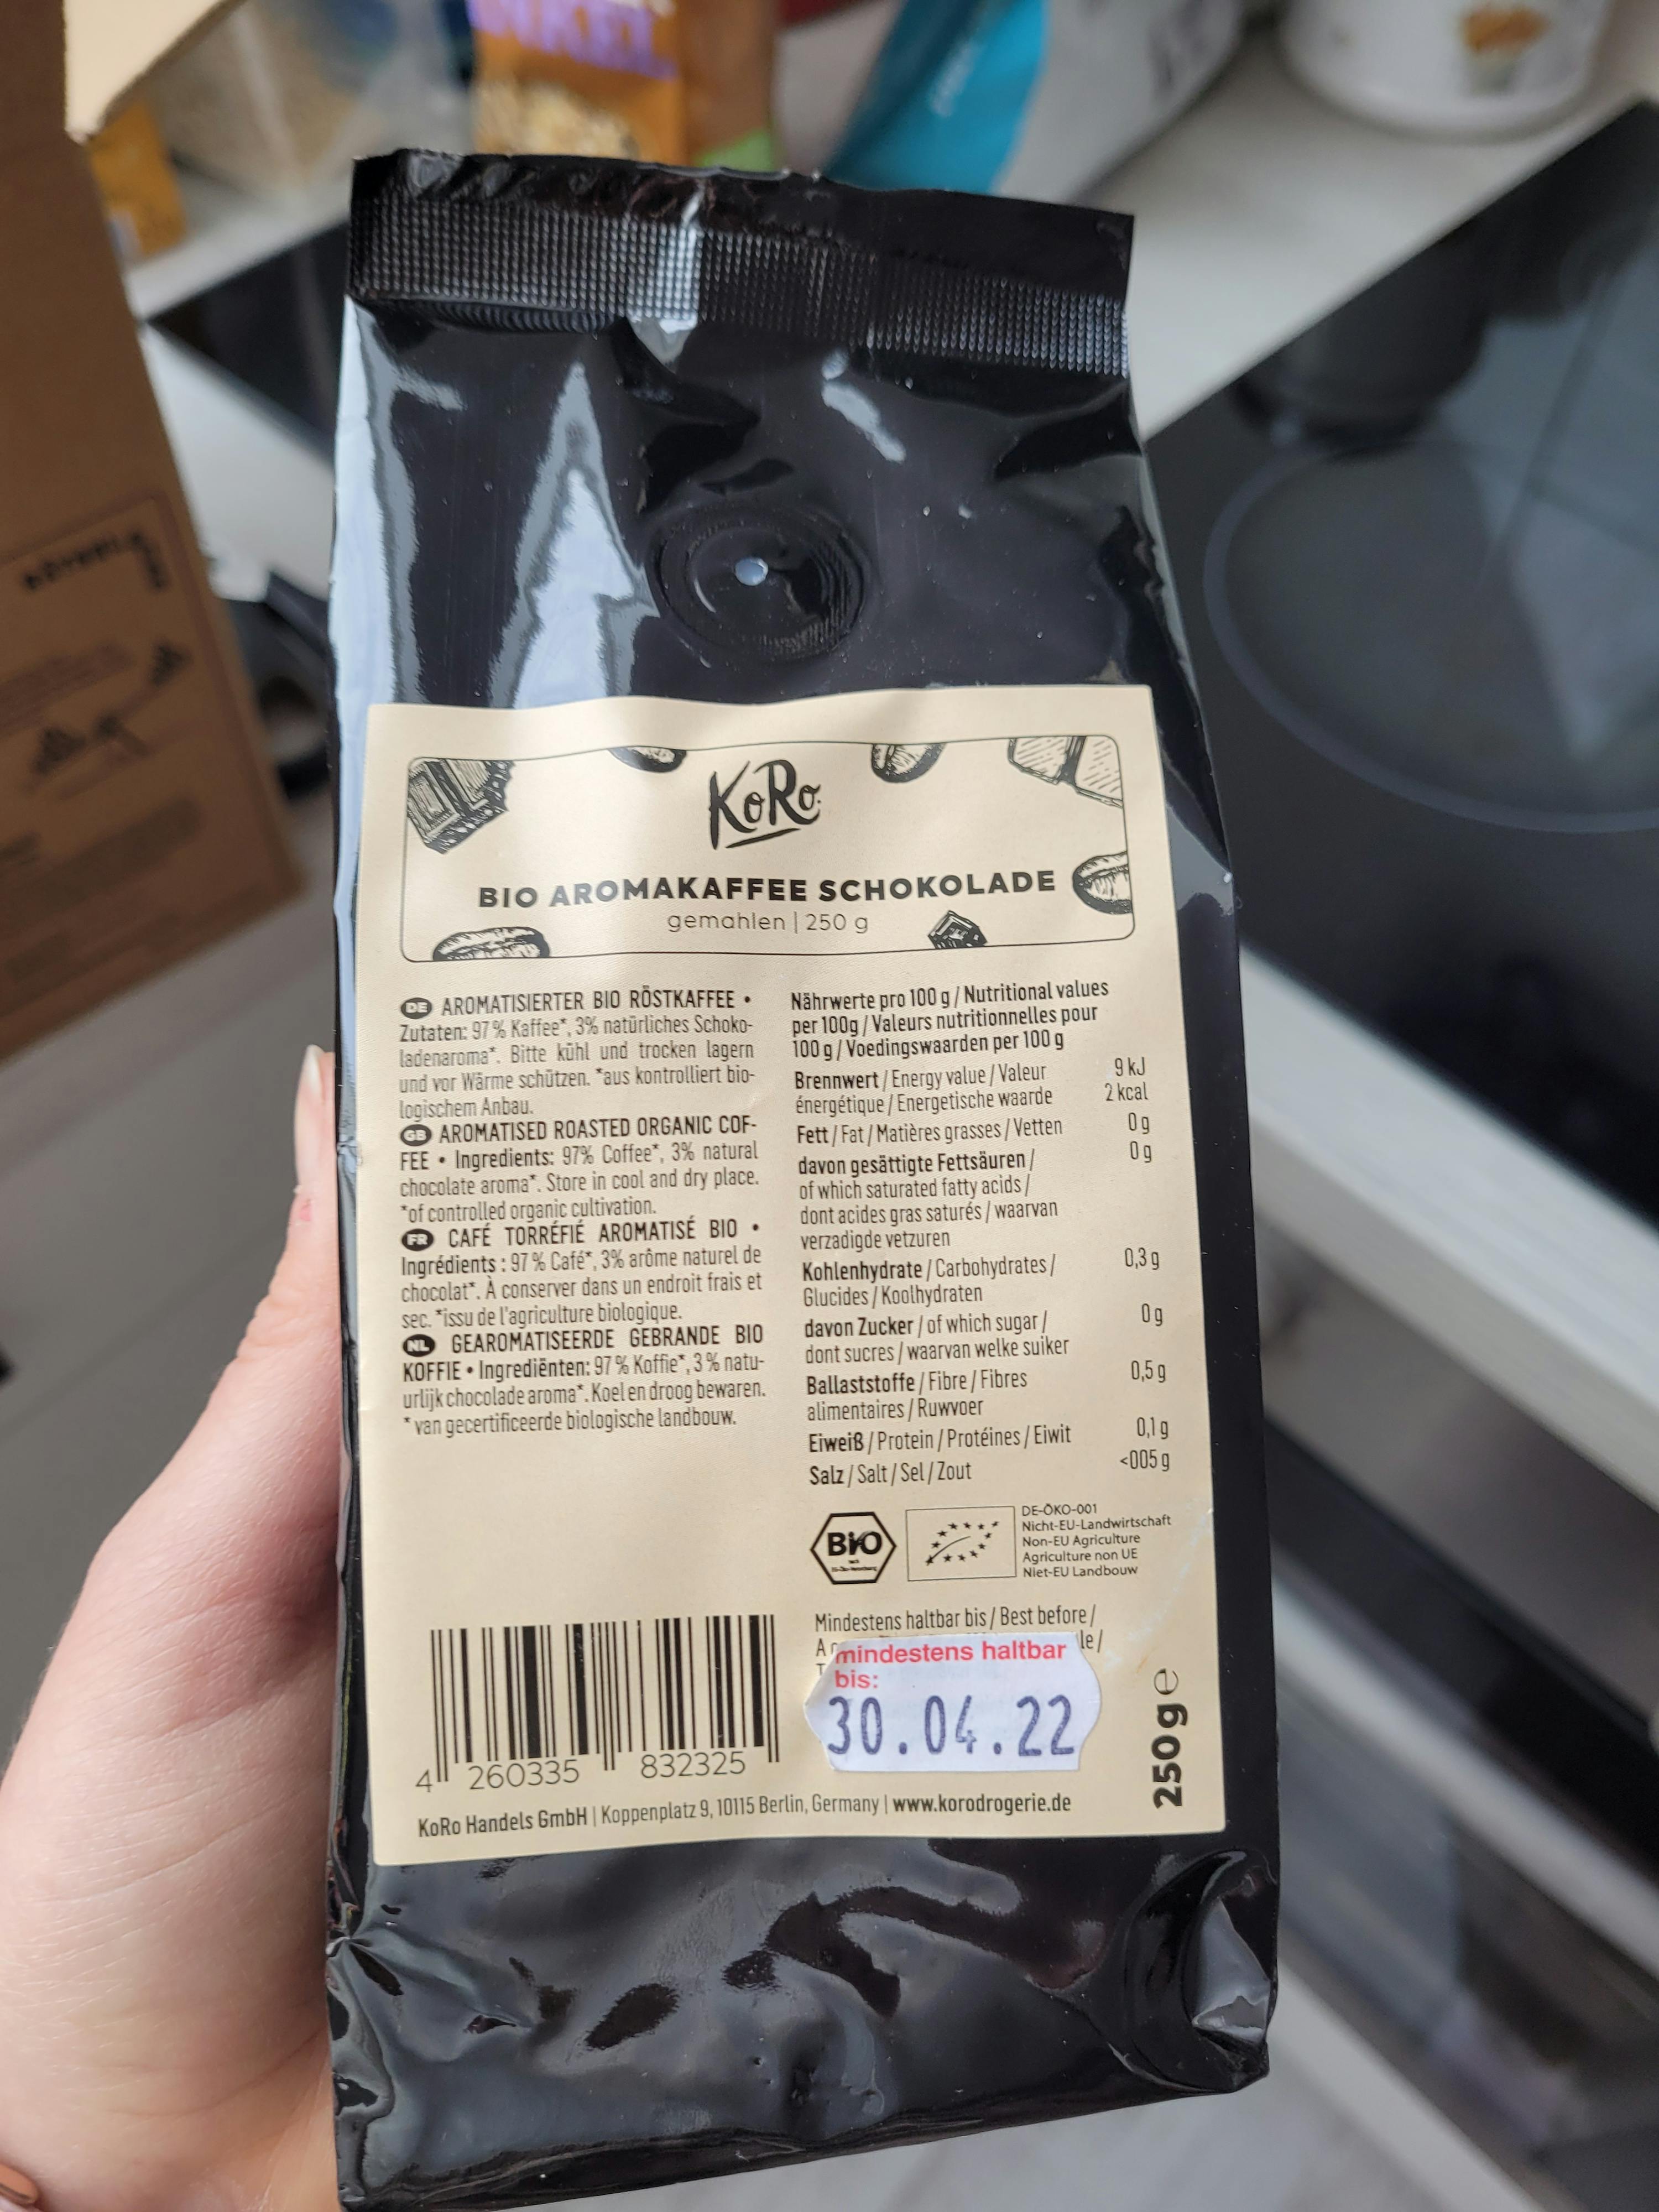 KoRo
BIO AROMAKAFFEE SCHOKOLADE
gemahlen | 250 g
DE AROMATISIERTER BIO RÖSTKAFFEE •
Zutaten: 97 % Kaffee*, 3% natürliches Schoko-
ladenaroma*. Bitte kühl und trocken lagern
und vor Wärme schützen. *aus kontrolliert bio-
logischem Anbau.
GB AROMATISED ROASTED ORGANIC COF-
FEE • Ingredients: 97% Coffee*, 3% natural
chocolate aroma*. Store in cool and dry place.
*of controlled organic cultivation.
FR CAFÉ TORRÉFIÉ AROMATISÉ BIO •
Ingrédients : 97 % Café*, 3% arôme naturel de
chocolat*. À conserver dans un endroit frais et
sec. *issu de l'agriculture biologique.
NL GEAROMATISEERDE GEBRANDE BIO
KOFFIE • Ingrediënten: 97 % Koffie*, 3 % natu-
urlijk chocolade aroma*. Koel en droog bewaren.
* van gecertificeerde biologische landbouw.
Nährwerte pro 100 g / Nutritional values
per 100g / Valeurs nutritionnelles pour
100 g / Voedingswaarden per 100 g
Brennwert / Energy value / Valeur 9 kJ
énergétique / Energetische waarde 2 kcal
Fett / Fat / Matières grasses / Vetten 0 g
davon gesättigte Fettsäuren / 0 g
of which saturated fatty acids /
dont acides gras saturés / waarvan
verzadigde vetzuren
Kohlenhydrate / Carbohydrates / 0,3 g
Glucides / Koolhydraten
davon Zucker / of which sugar / 0 g
dont sucres / waarvan welke suiker
Ballaststoffe / Fibre / Fibres 0,5 g
alimentaires / Ruwvoer
Eiweiß / Protein / Protéines / Eiwit 0,1 g
Salz / Salt / Sel / Zout <005 g
BIO
DE-ÖKO-001
Nicht-EU-Landwirtschaft
Non-EU Agriculture
Agriculture non UE
Niet-EU Landbouw
Mindestens haltbar bis / Best before /
mindestens haltbar
bis:
30.04.22
250 g e
4 260335 832325
KoRo Handels GmbH | Koppenplatz 9, 10115 Berlin, Germany | www.korodrogerie.de